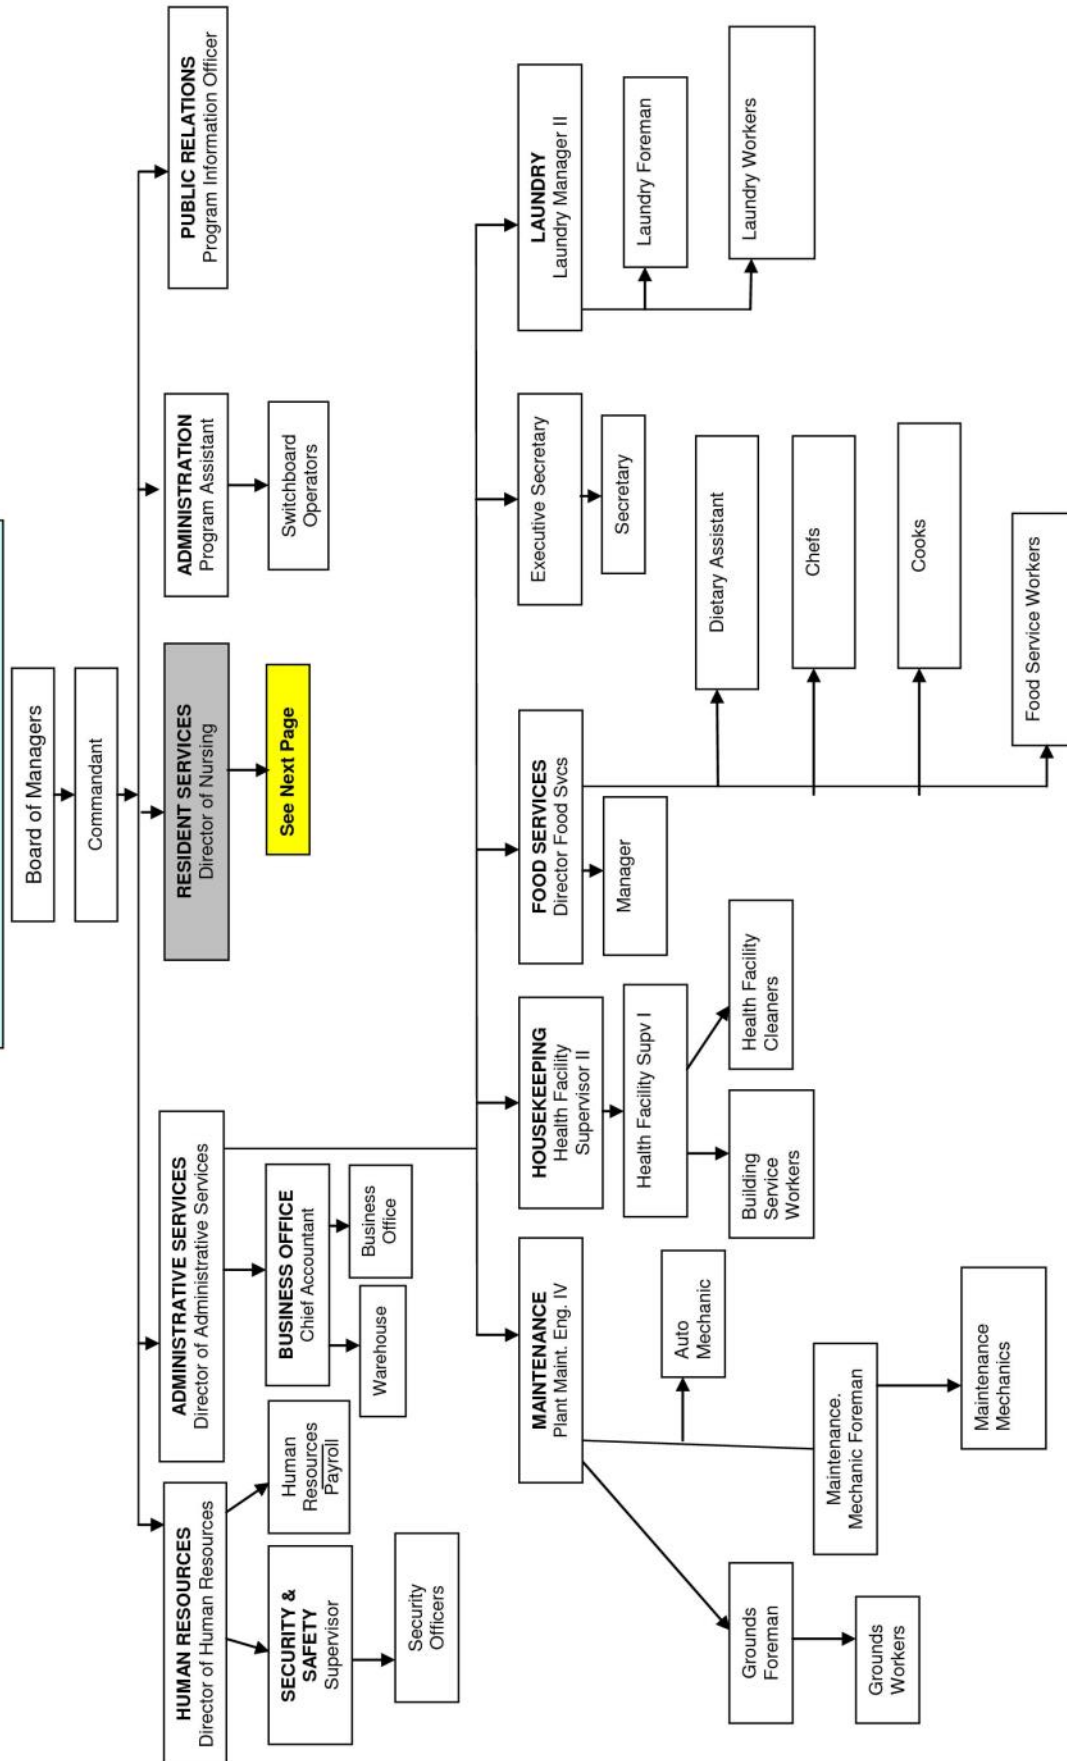 Board of Managers
Commandant
HUMAN RESOURCES
Director of Human Resources
ADMINISTRATIVE SERVICES
Director of Administrative Services
RESIDENT SERVICES
Director of Nursing
ADMINISTRATION
Program Assistant
PUBLIC RELATIONS
Program Information Officer
SECURITY &
SAFETY
Supervisor
Human
Resources
Payroll
BUSINESS OFFICE
Chief Accountant
See Next Page
Switchboard
Operators
Security
Officers
Warehouse
Business
Office
MAINTENANCE
Plant Maint. Eng. IV
HOUSEKEEPING
Health Facility
Supervisor II
FOOD SERVICES
Director Food Svcs
Executive Secretary
LAUNDRY
Laundry Manager II
Health Facility Supv I
Manager
Secretary
Laundry Foreman
Auto
Mechanic
Grounds
Foreman
Building
Service
Workers
Health Facility
Cleaners
Dietary Assistant
Laundry Workers
Maintenance.
Mechanic Foreman
Chefs
Grounds
Workers
Cooks
Maintenance
Mechanics
Food Service Workers